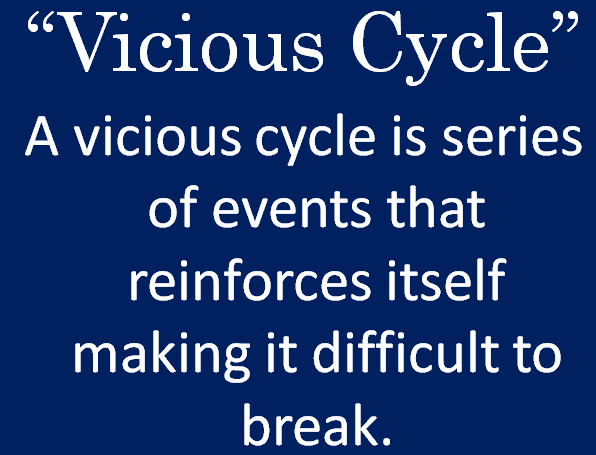 “Vicious Cycle”
A vicious cycle is series
of events that
reinforces itself
making it difficult to
break.